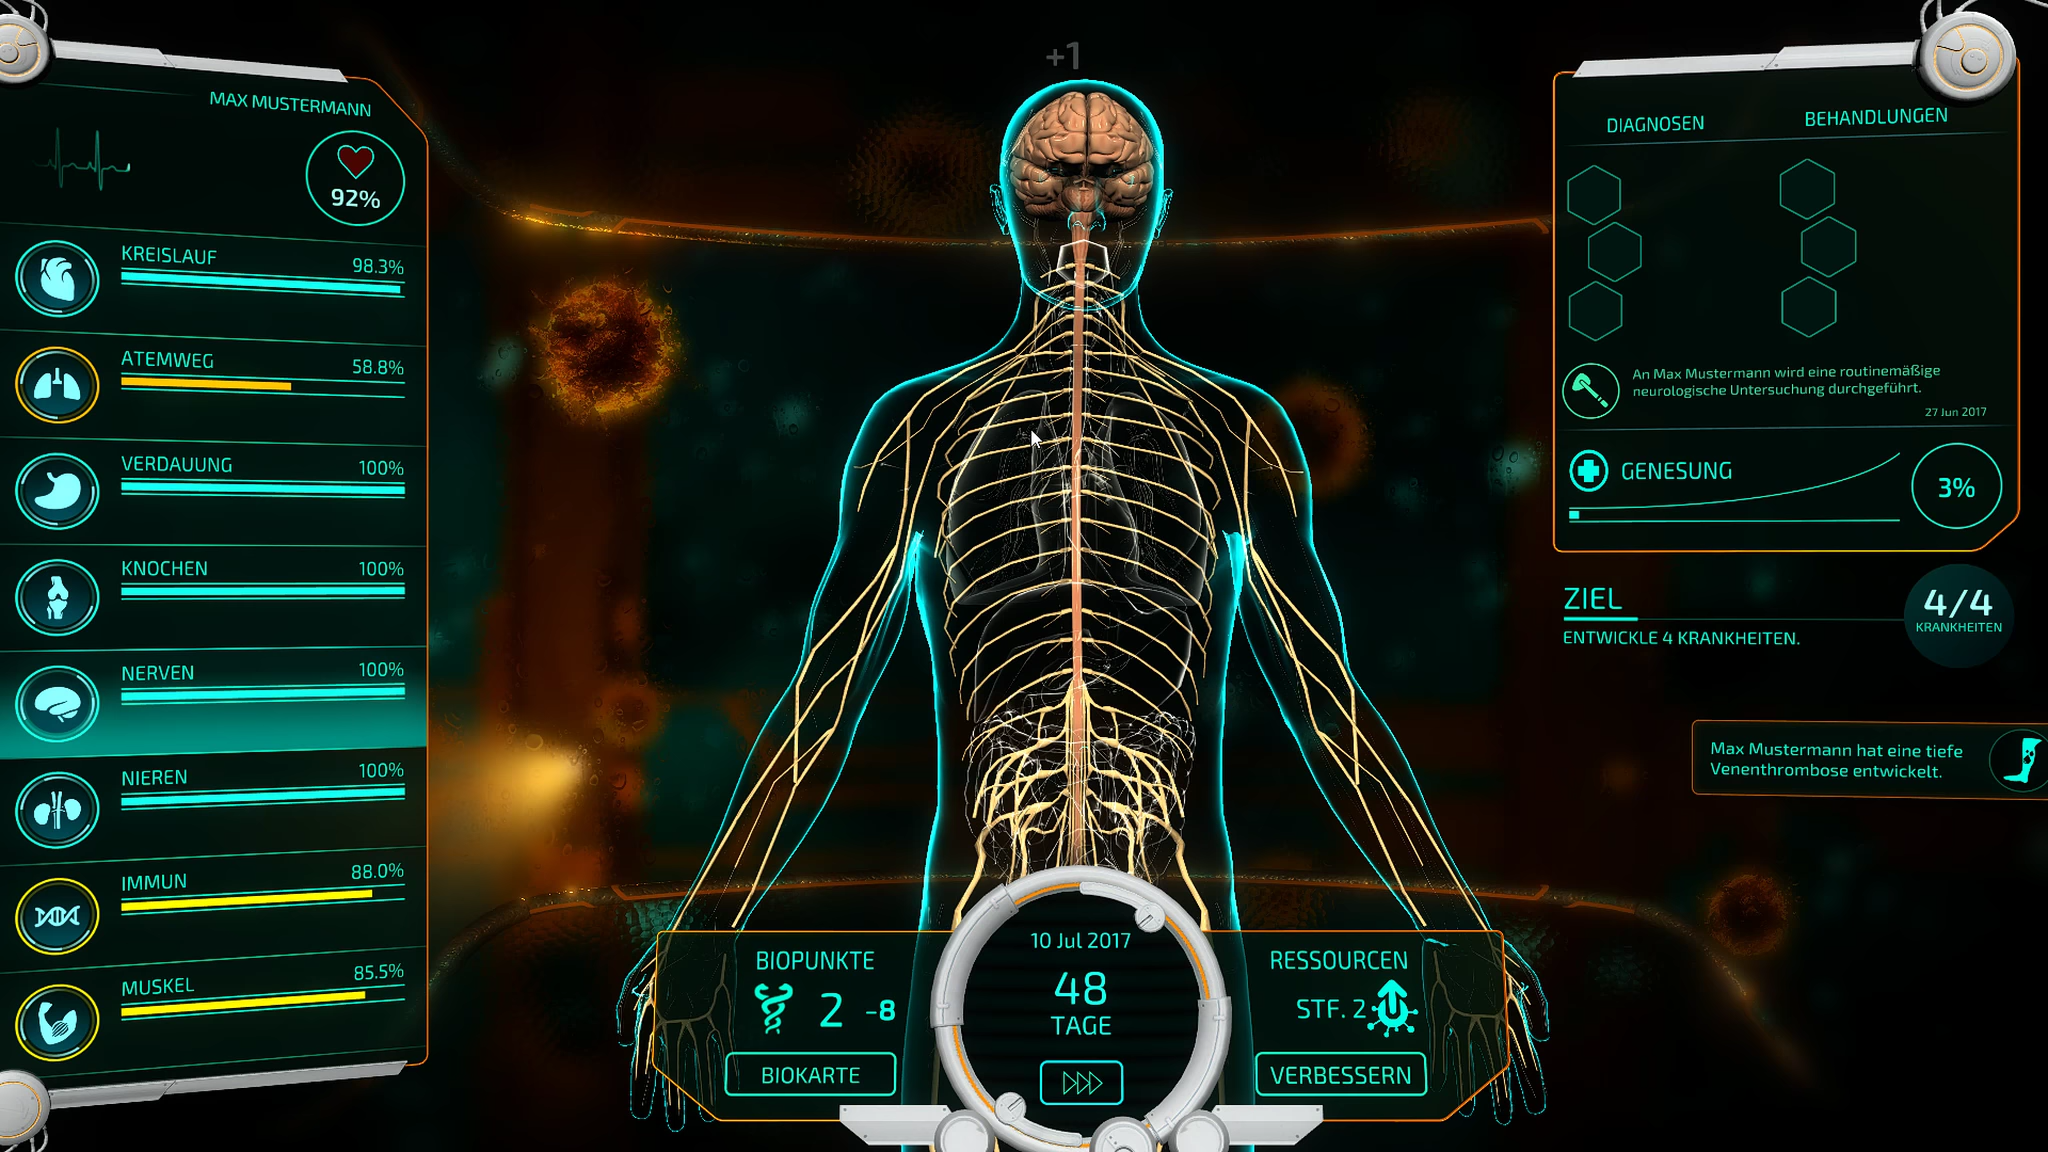 +1
MAX MUSTERMANN
92%
KREISLAUF 98.3%
ATEMWEG 58.8%
VERDAUUNG 100%
KNOCHEN 100%
NERVEN 100%
NIEREN 100%
IMMUN 88.0%
MUSKEL 85.5%
DIAGNOSEN BEHANDLUNGEN
An Max Mustermann wird eine routinemäßige
neurologische Untersuchung durchgeführt.
27 Jun 2017
GENESUNG 3%
ZIEL
ENTWICKLE 4 KRANKHEITEN.
4/4
KRANKHEITEN
Max Mustermann hat eine tiefe
Venenthrombose entwickelt.
BIOPUNKTE
2 -8
BIOKARTE
10 Jul 2017
48
TAGE
RESSOURCEN
STF. 2
VERBESSERN